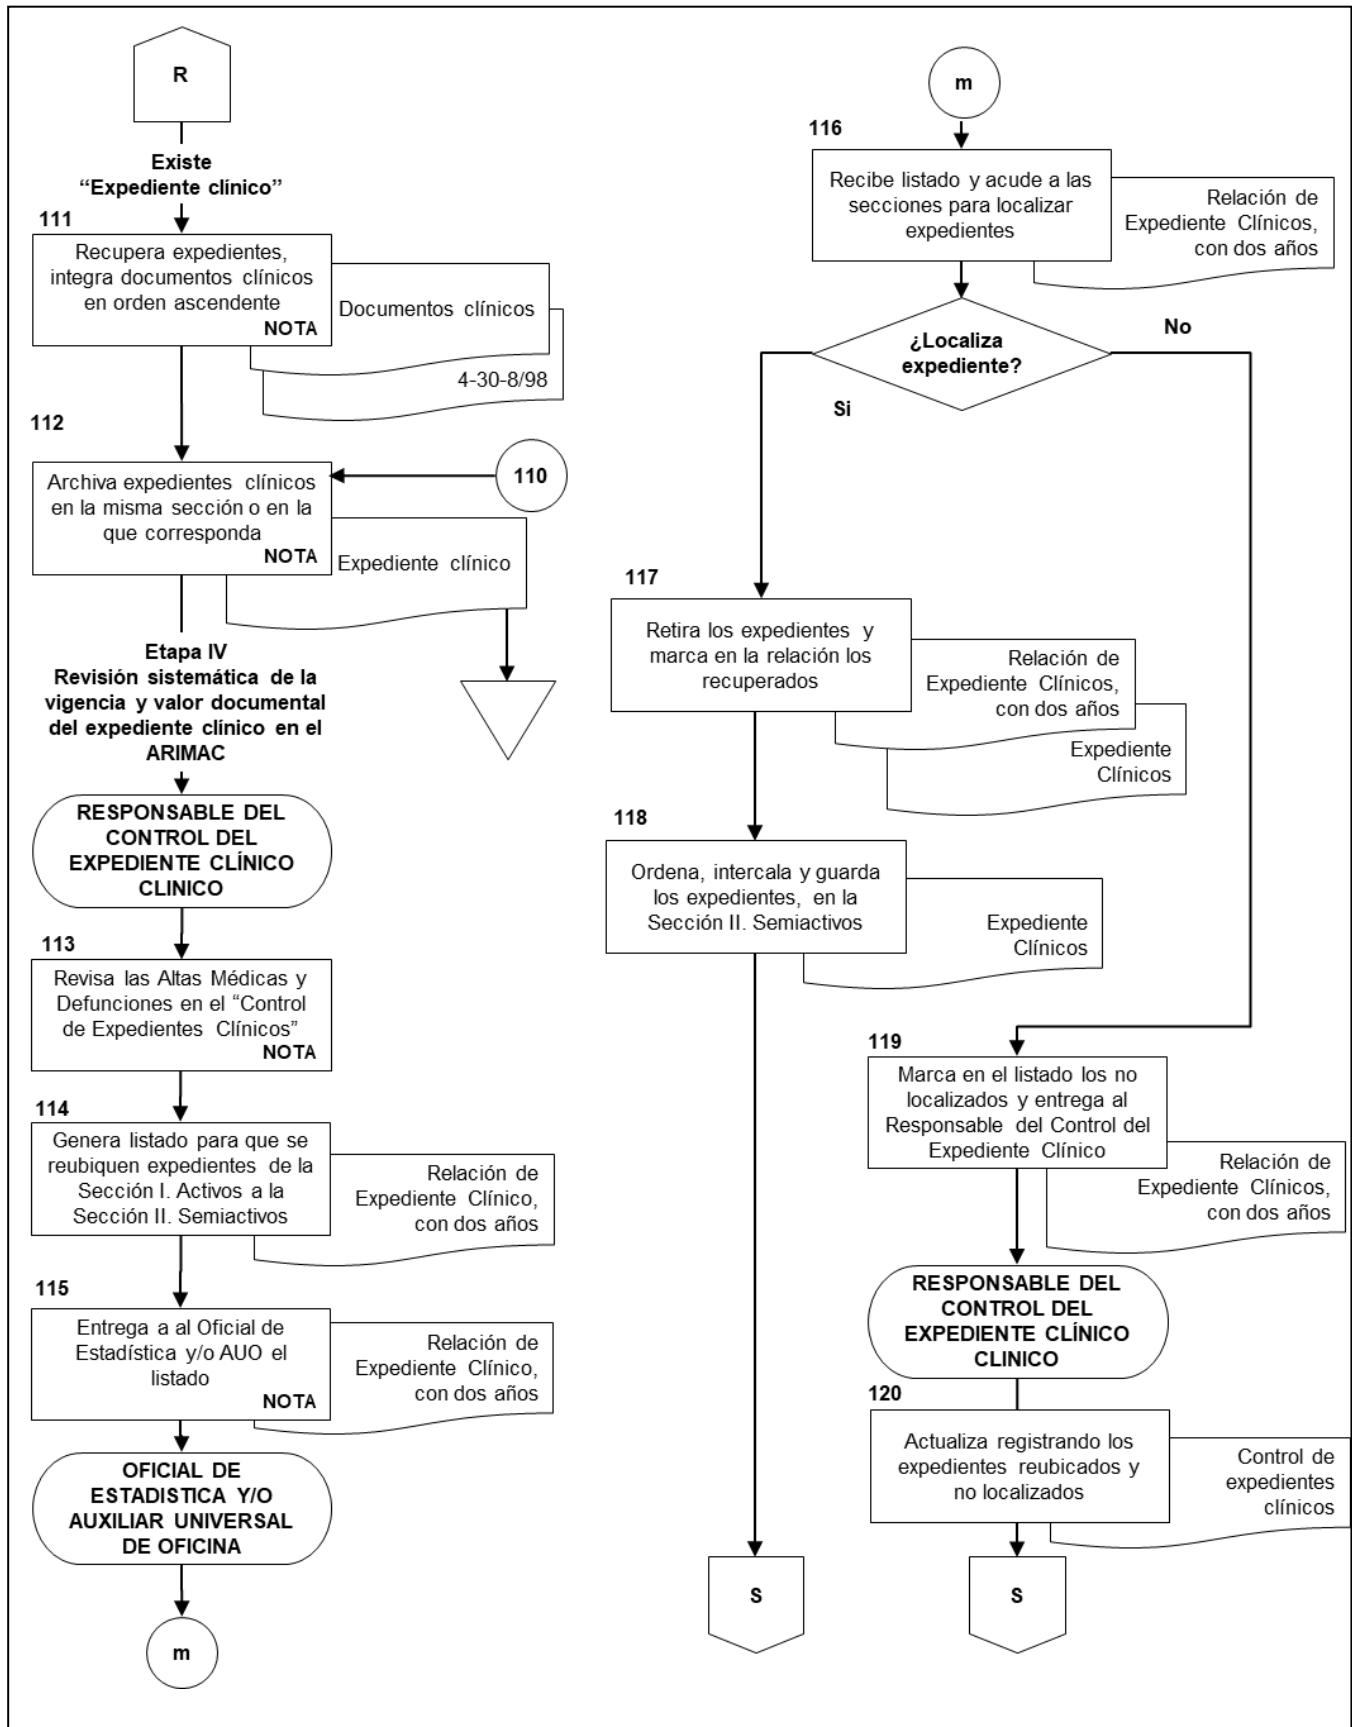 R
Existe
“Expediente clínico”
111
Recupera expedientes,
integra documentos clínicos
en orden ascendente
NOTA
Documentos clínicos
4-30-8/98
112
Archiva expedientes clínicos
en la misma sección o en la
que corresponda
NOTA
110
Expediente clínico
Etapa IV
Revisión sistemática de la
vigencia y valor documental
del expediente clínico en el
ARIMAC
RESPONSABLE DEL
CONTROL DEL
EXPEDIENTE CLÍNICO
CLINICO
113
Revisa las Altas Médicas y
Defunciones en el “Control
de Expedientes Clínicos”
NOTA
114
Genera listado para que se
reubiquen expedientes de la
Sección I. Activos a la
Sección II. Semiactivos
Relación de
Expediente Clínico,
con dos años
115
Entrega a al Oficial de
Estadística y/o AUO el
listado
NOTA
Relación de
Expediente Clínico,
con dos años
OFICIAL DE
ESTADISTICA Y/O
AUXILIAR UNIVERSAL
DE OFICINA
m
m
116
Recibe listado y acude a las
secciones para localizar
expedientes
Relación de
Expediente Clínicos,
con dos años
¿Localiza
expediente?
No
Si
117
Retira los expedientes y
marca en la relación los
recuperados
Relación de
Expediente Clínicos,
con dos años
Expediente
Clínicos
118
Ordena, intercala y guarda
los expedientes, en la
Sección II. Semiactivos
Expediente
Clínicos
119
Marca en el listado los no
localizados y entrega al
Responsable del Control del
Expediente Clínico
Relación de
Expediente Clínicos,
con dos años
RESPONSABLE DEL
CONTROL DEL
EXPEDIENTE CLÍNICO
CLINICO
120
Actualiza registrando los
expedientes reubicados y
no localizados
Control de
expedientes
clínicos
S
S